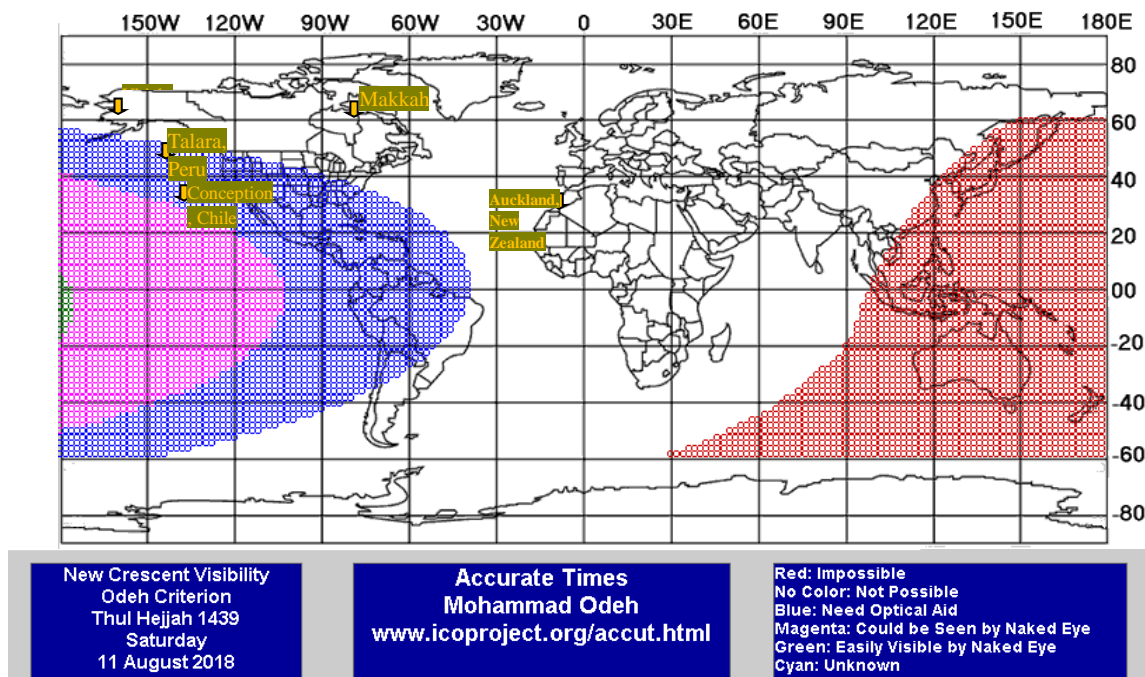 150W 120W 90W 60W 30W 0 30E 60E 90E 120E 150E 180E
80
60
40
20
00
-20
-40
-60
-80
Makkah
Talara,
Peru
Conception
, Chile
Auckland,
New
Zealand
New Crescent Visibility
Odeh Criterion
Thul Hejjah 1439
Saturday
11 August 2018
Accurate Times
Mohammad Odeh
www.icoproject.org/accut.html
Red: Impossible
No Color: Not Possible
Blue: Need Optical Aid
Magenta: Could be Seen by Naked Eye
Green: Easily Visible by Naked Eye
Cyan: Unknown